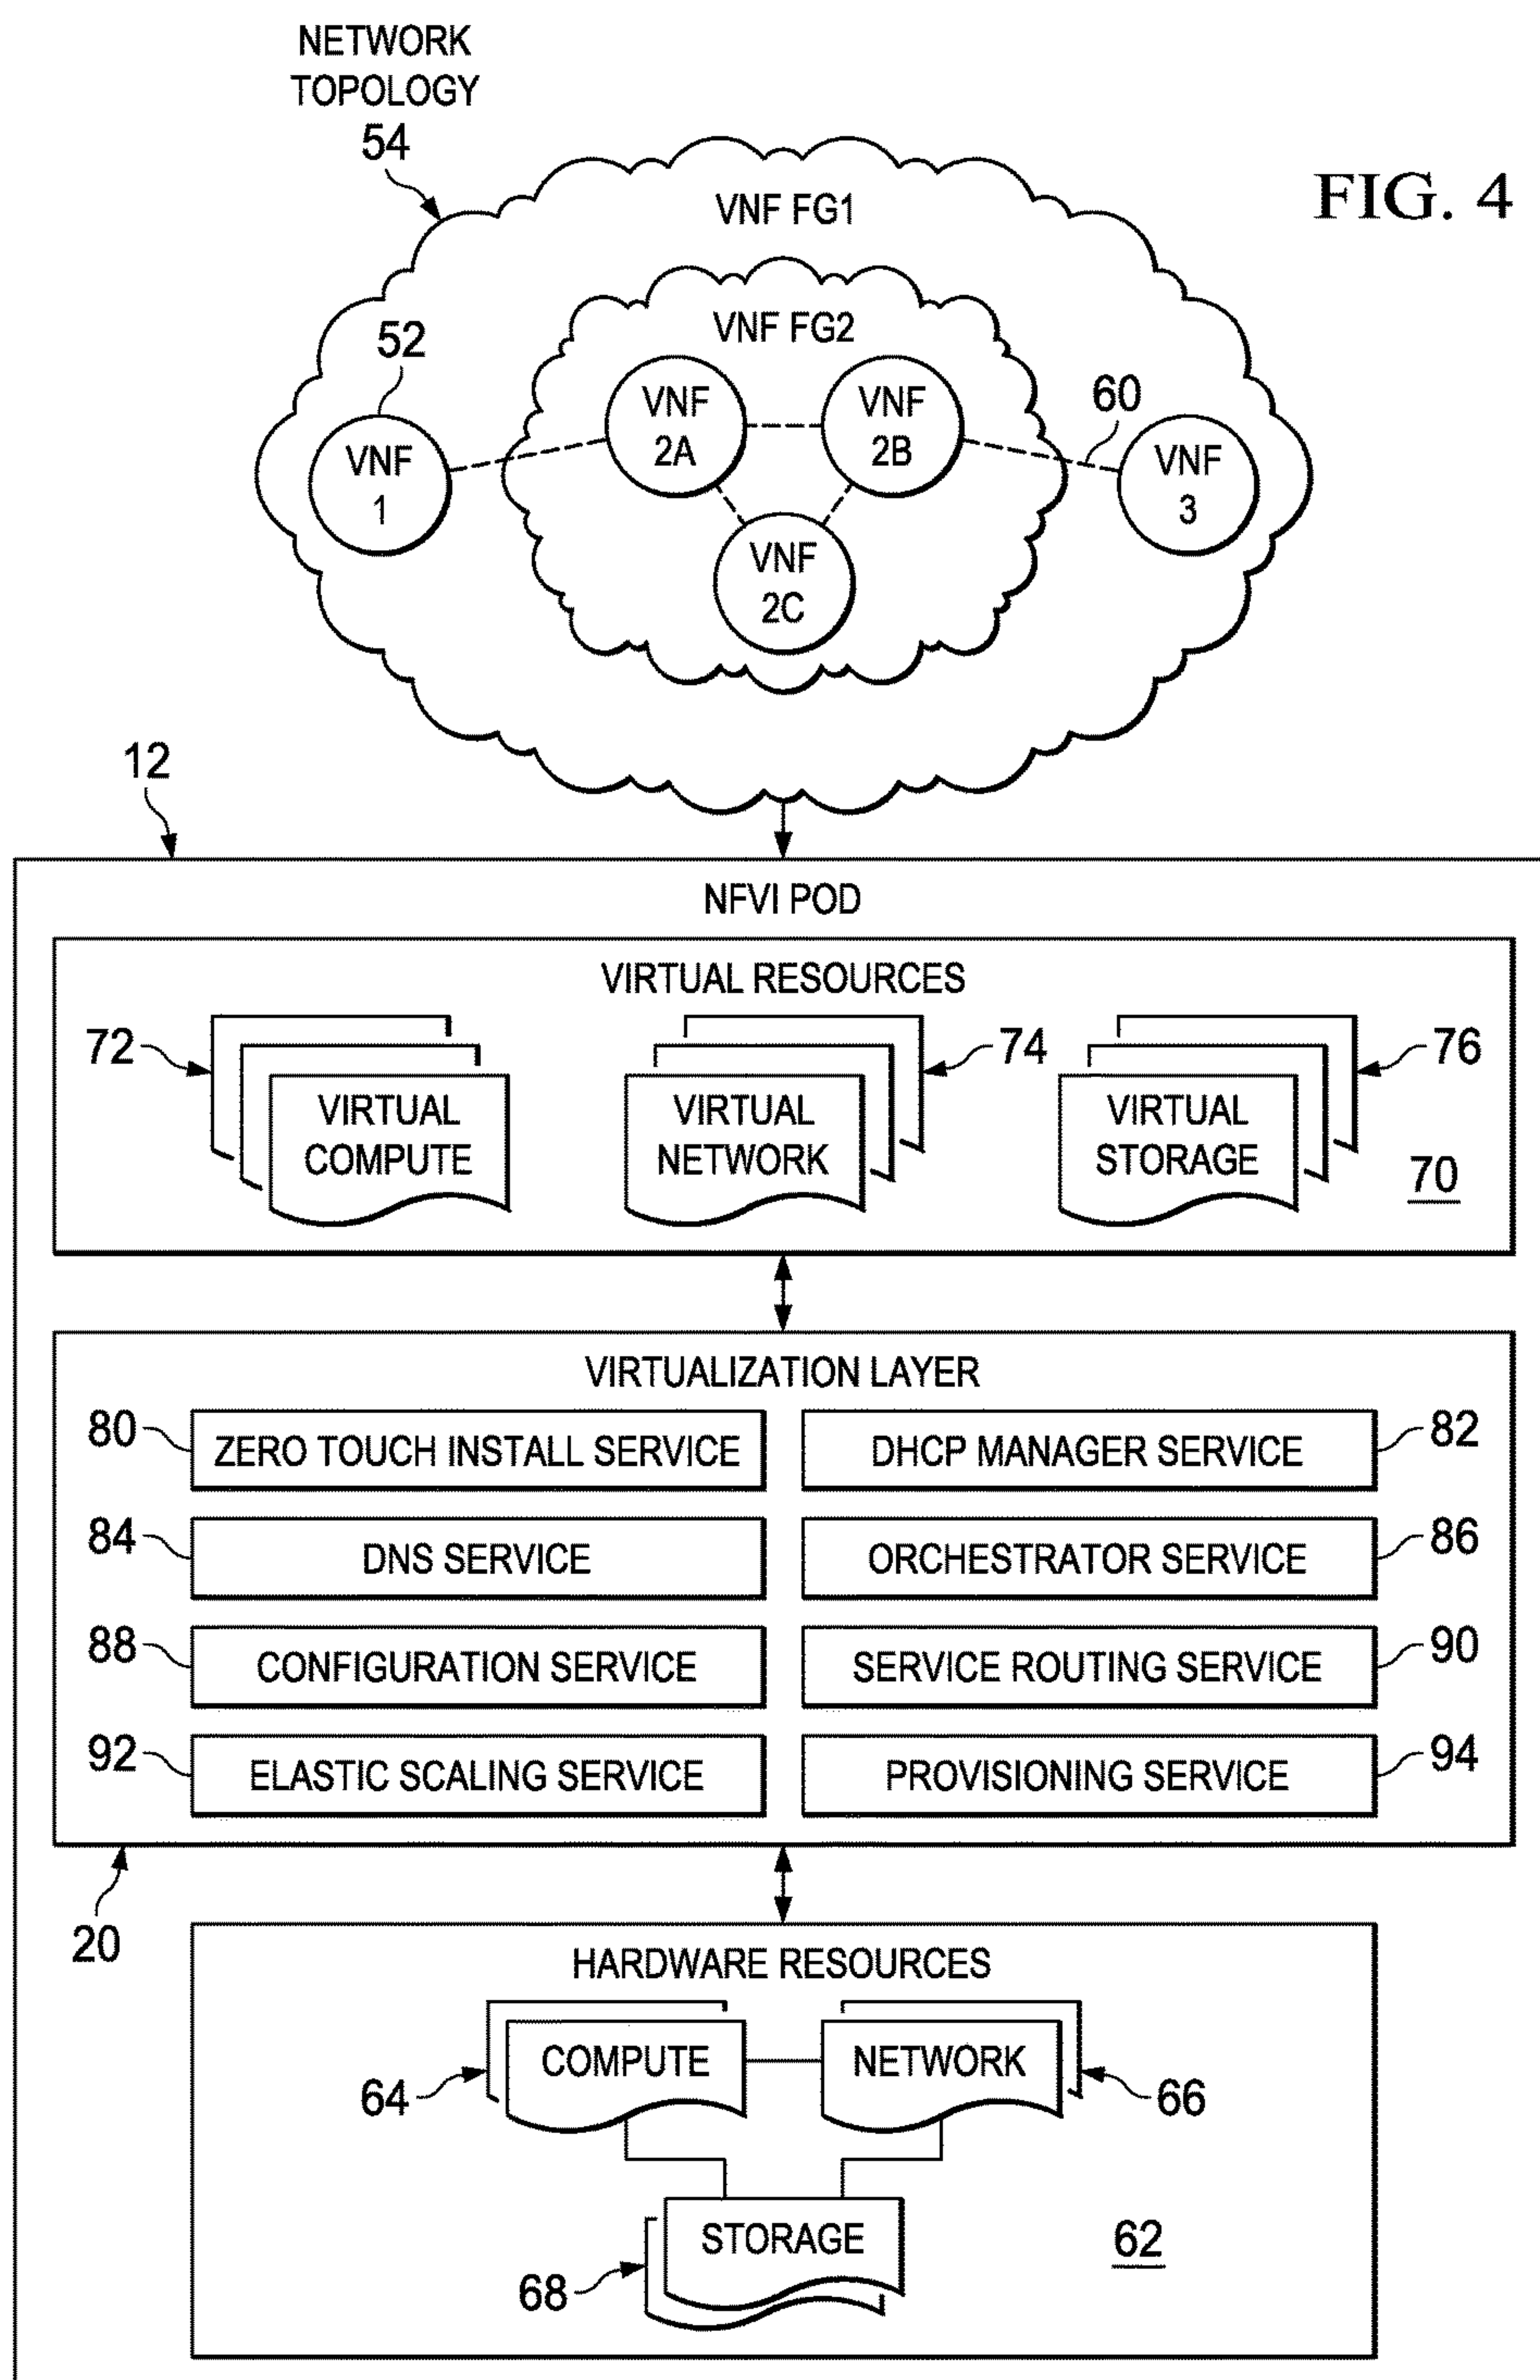 NETWORK
TOPOLOGY
54
FIG. 4
VNF FG1
52
VNF FG2
60
VNF
1
VNF
2A
VNF
2B
VNF
3
VNF
2C
12
NFVI POD
VIRTUAL RESOURCES
72
74
76
VIRTUAL
COMPUTE
VIRTUAL
NETWORK
VIRTUAL
STORAGE
70
VIRTUALIZATION LAYER
80
ZERO TOUCH INSTALL SERVICE
DHCP MANAGER SERVICE
82
84
DNS SERVICE
ORCHESTRATOR SERVICE
86
88
CONFIGURATION SERVICE
SERVICE ROUTING SERVICE
90
92
ELASTIC SCALING SERVICE
PROVISIONING SERVICE
94
20
HARDWARE RESOURCES
64
COMPUTE
NETWORK
66
STORAGE
68
62